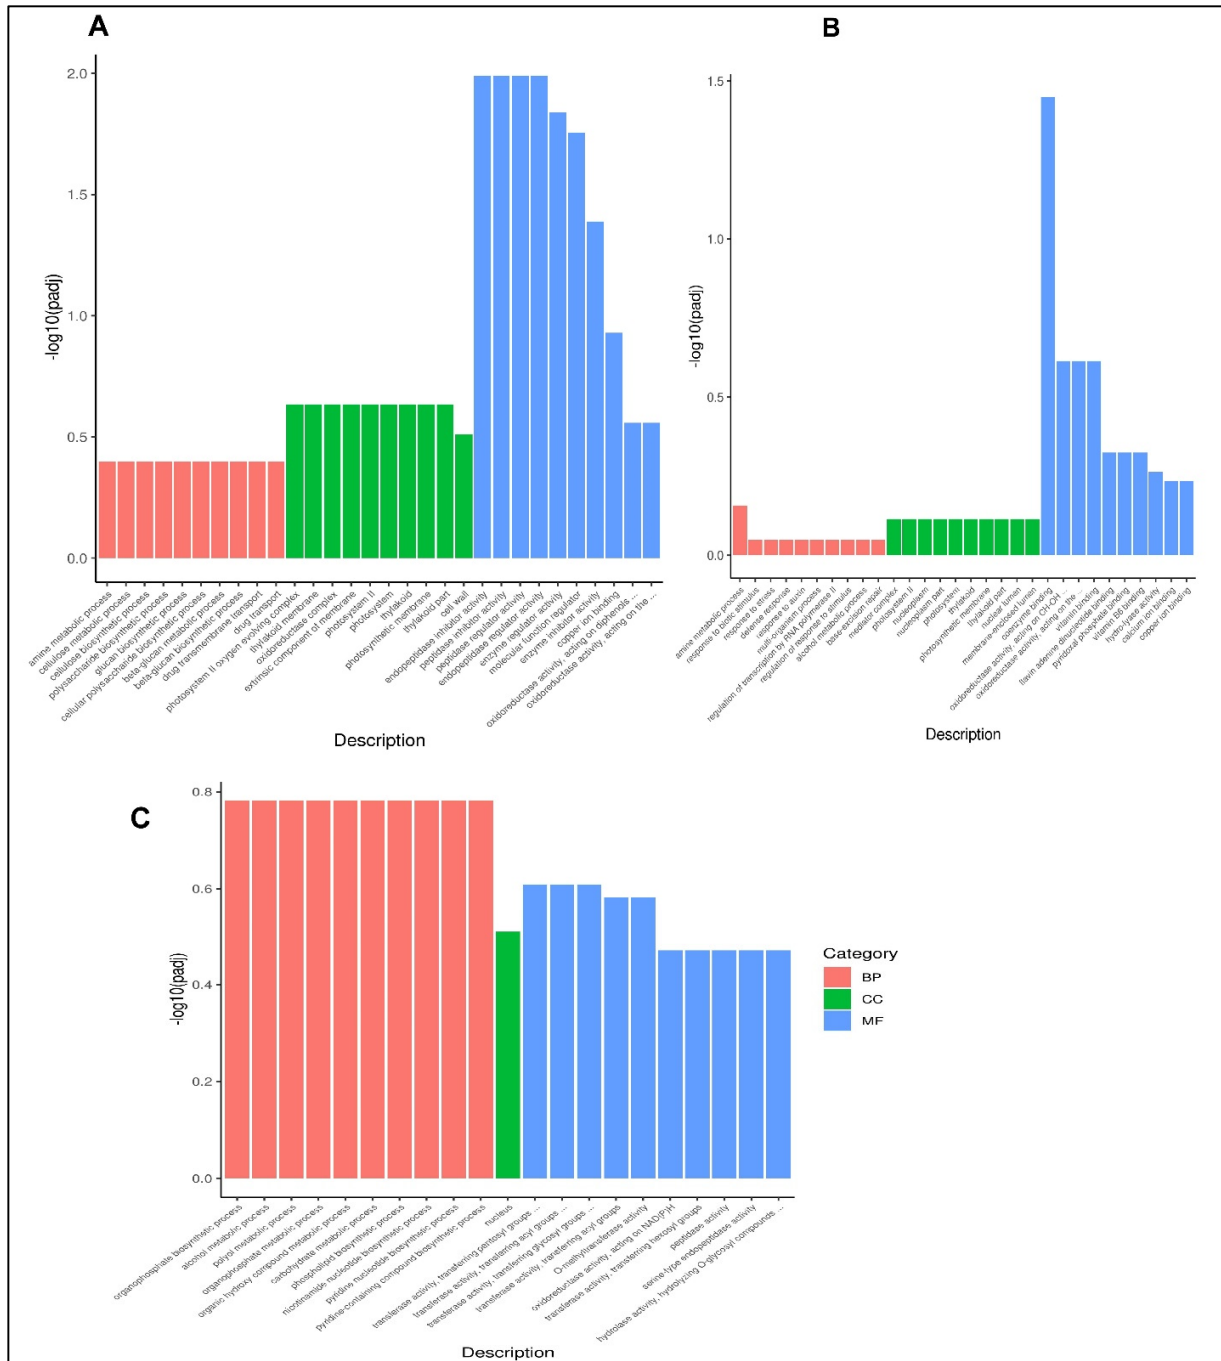 A
2.0
1.5
1.0
0.5
0.0
-log10(padj)
amine metabolic process
cellulose metabolic process
cellulose biosynthetic process
polysaccharide biosynthetic process
glucan biosynthetic process
cellular polysaccharide biosynthetic process
beta-glucan metabolic process
beta-glucan biosynthetic process
drug transmembrane transport
drug transport
photosystem II oxygen evolving complex
thylakoid membrane
oxidoreductase complex
extrinsic component of membrane
photosystem II
photosystem
thylakoid
photosynthetic membrane
thylakoid part
cell wall
endopeptidase inhibitor activity
peptidase inhibitor activity
peptidase regulator activity
endopeptidase regulator activity
enzyme regulator activity
molecular function regulator
enzyme inhibitor activity
copper ion binding
oxidoreductase activity, acting on diphenols ...
oxidoreductase activity, acting on the ...
Description
B
1.5
1.0
0.5
0.0
-log10(padj)
amine metabolic process
response to biotic stimulus
response to stress
defense response
response to auxin
multi-organism process
regulation of transcription by RNA polymerase II
regulation of response to stimulus
alcohol metabolic process
base-excision repair
mediator complex
photosystem II
nucleoplasm
nucleoplasm part
photosystem
thylakoid
photosynthetic membrane
thylakoid part
nuclear lumen
membrane-enclosed lumen
coenzyme binding
oxidoreductase activity, acting on CH-OH ...
oxidoreductase activity, acting on the ...
vitamin binding
flavin adenine dinucleotide binding
pyridoxal phosphate binding
vitamin B6 binding
hydro-lyase activity
calcium ion binding
copper ion binding
Description
C
0.8
0.6
0.4
0.2
0.0
-log10(padj)
organophosphate biosynthetic process
alcohol metabolic process
polyol metabolic process
organophosphate metabolic process
organic hydroxy compound metabolic process
carbohydrate metabolic process
phospholipid biosynthetic process
nicotinamide nucleotide biosynthetic process
pyridine nucleotide biosynthetic process
pyridine-containing compound biosynthetic process
nucleus
transferase activity, transferring pentosyl groups ...
transferase activity, transferring acyl groups ...
transferase activity, transferring glycosyl groups ...
transferase activity, transferring acyl groups
O-methyltransferase activity
oxidoreductase activity, acting on NAD(P)H
transferase activity, transferring hexosyl groups
peptidase activity
serine-type endopeptidase activity
hydrolase activity, hydrolyzing O-glycosyl compounds ...
Description
Category
BP
CC
MF